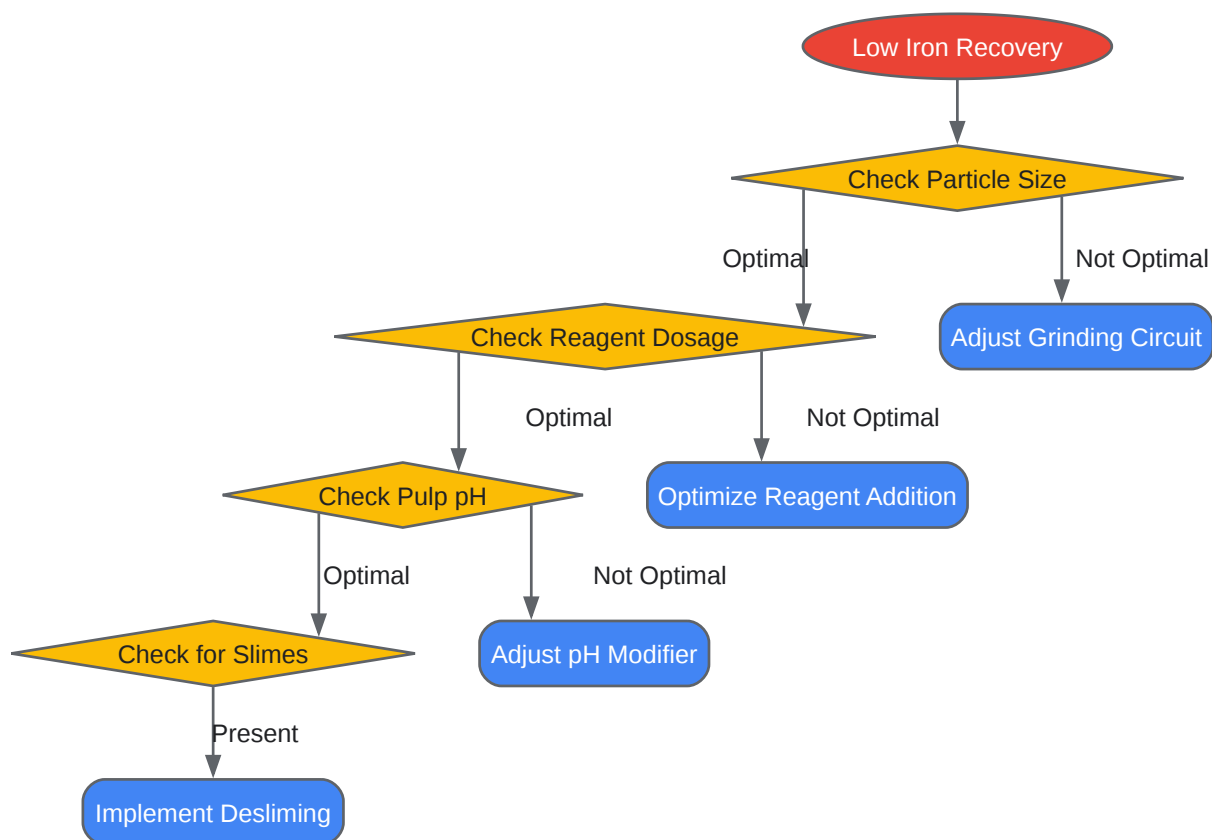 Low Iron Recovery
Check Particle Size
Optimal
Not Optimal
Check Reagent Dosage
Adjust Grinding Circuit
Optimal
Not Optimal
Check Pulp pH
Optimize Reagent Addition
Optimal
Not Optimal
Check for Slimes
Adjust pH Modifier
Present
Implement Desliming